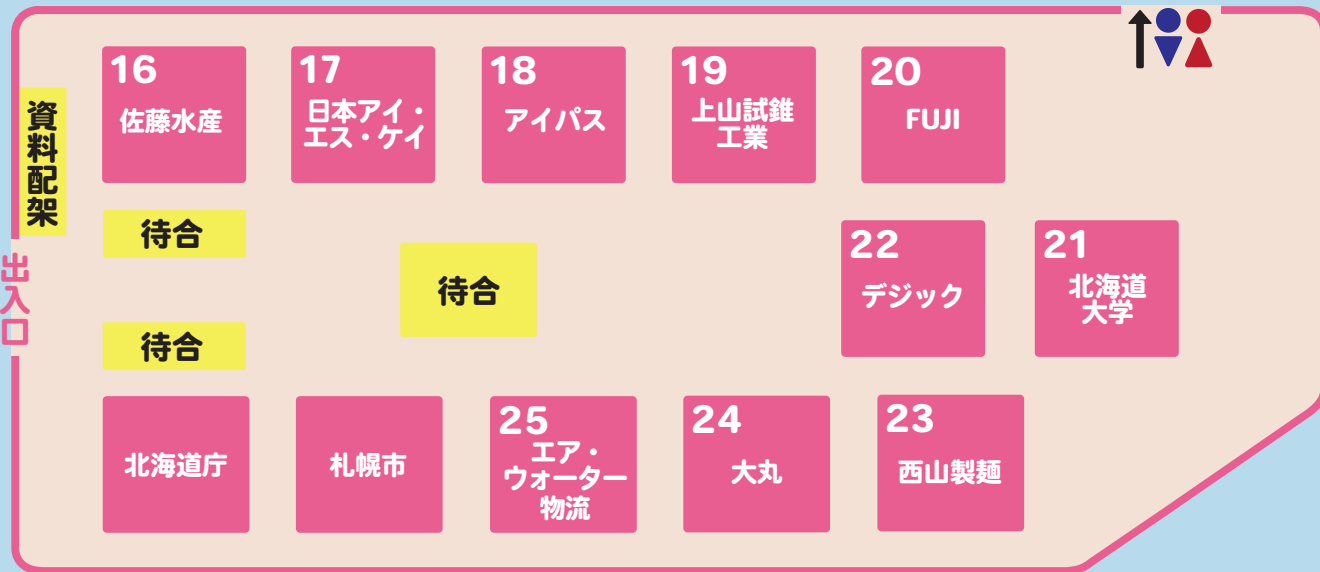 資料配架
出入口
16
佐藤水産
17
日本アイ・
エス・ケイ
18
アイパス
19
上山試錐
工業
20
FUJI
待合
待合
待合
22
デジック
21
北海道
大学
北海道庁
札幌市
25
エア・
ウォーター
物流
24
大丸
23
西山製麺